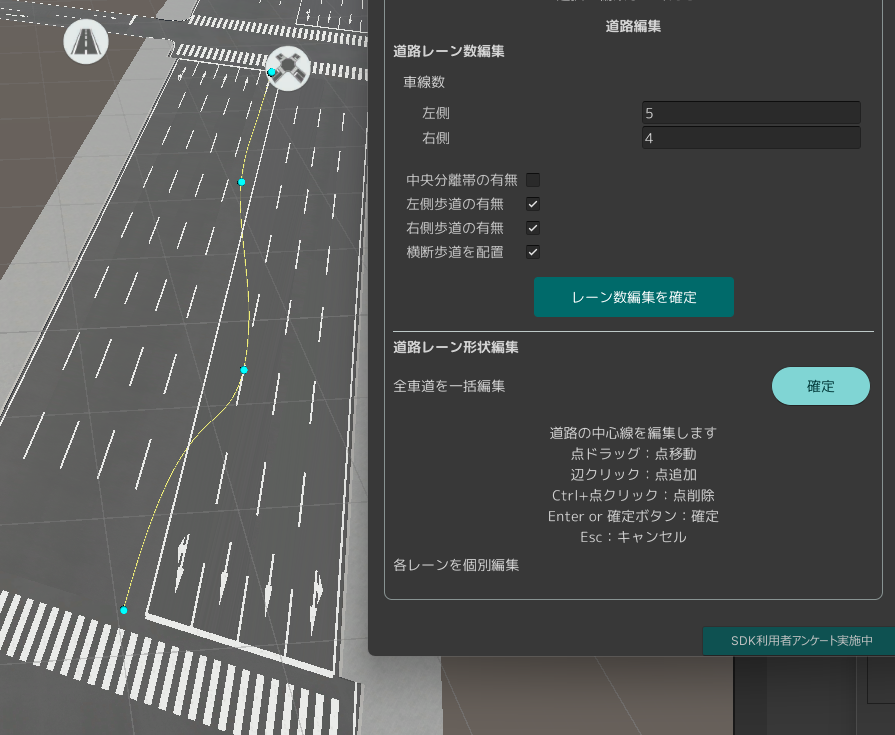 道路編集
道路レーン数編集
車線数
左側 5
右側 4
中央分離帯の有無
左側歩道の有無
右側歩道の有無
横断歩道を配置
レーン数編集を確定
道路レーン形状編集
全車道を一括編集 確定
道路の中心線を編集します
点ドラッグ：点移動
辺クリック：点追加
Ctrl+点クリック：点削除
Enter or 確定ボタン：確定
Esc：キャンセル
各レーンを個別編集
SDK利用者アンケート実施中